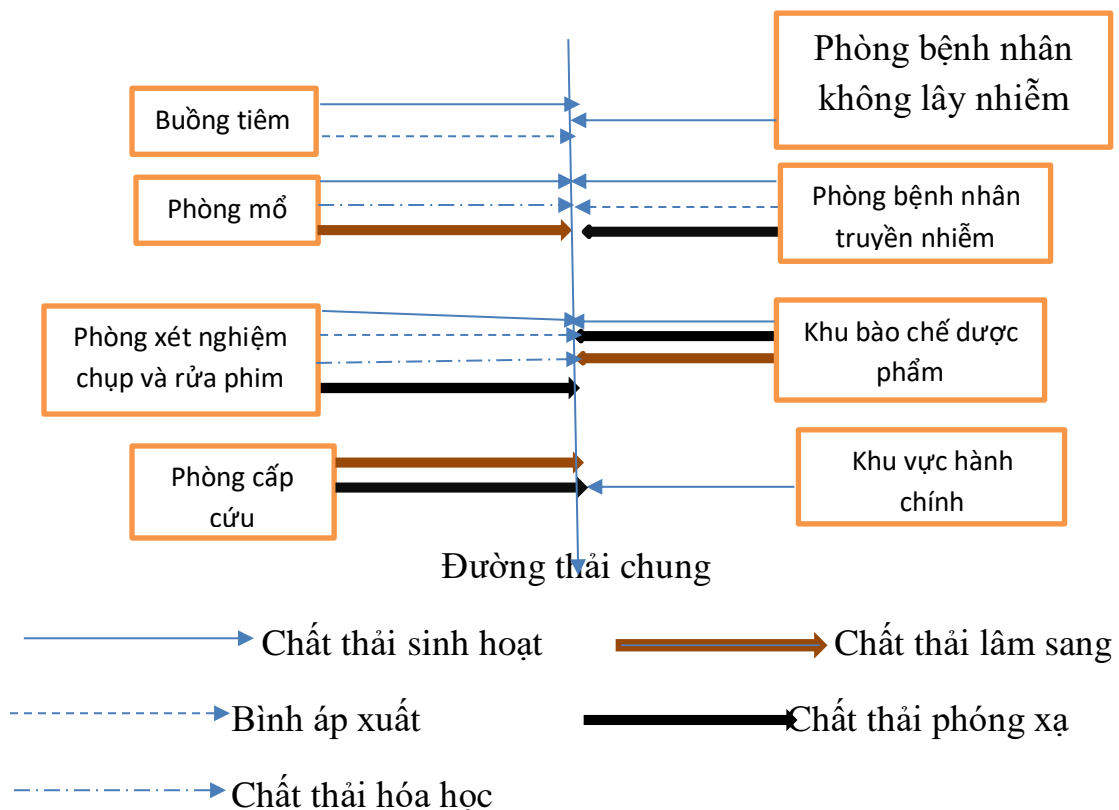 Phòng bệnh nhân
không lây nhiễm
Buồng tiêm
Phòng mổ
Phòng bệnh nhân
truyền nhiễm
Phòng xét nghiệm
chụp và rửa phim
Khu bào chế dược
phẩm
Phòng cấp
cứu
Khu vực hành
chính
Đường thải chung
Chất thải sinh hoạt
Chất thải lâm sang
Bình áp xuất
Chất thải phóng xạ
Chất thải hóa học